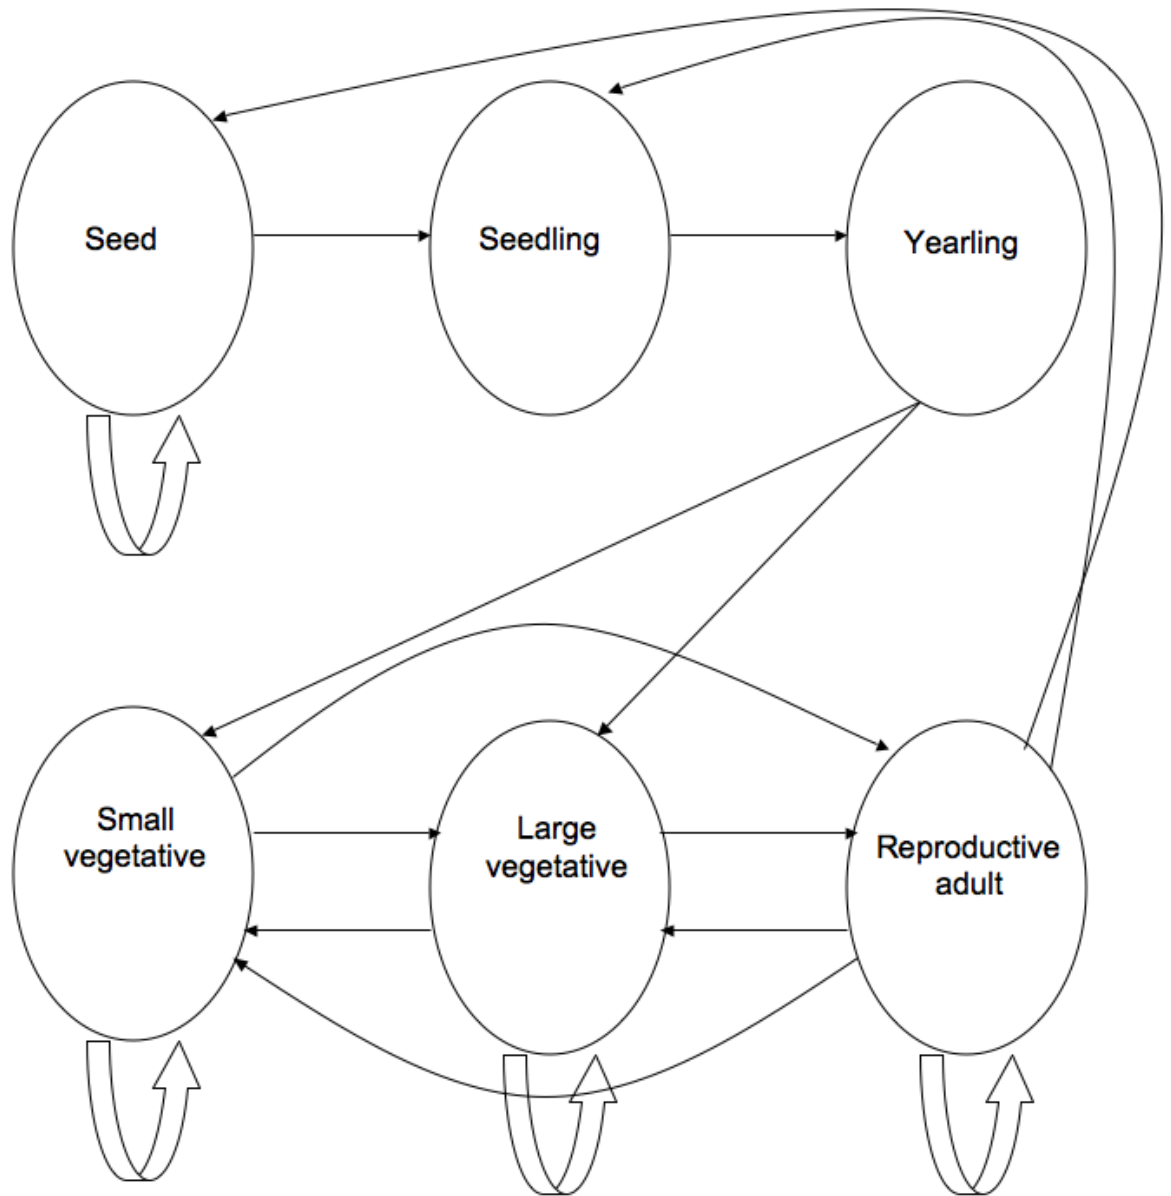 Seed
Seedling
Yearling
Small
vegetative
Large
vegetative
Reproductive
adult